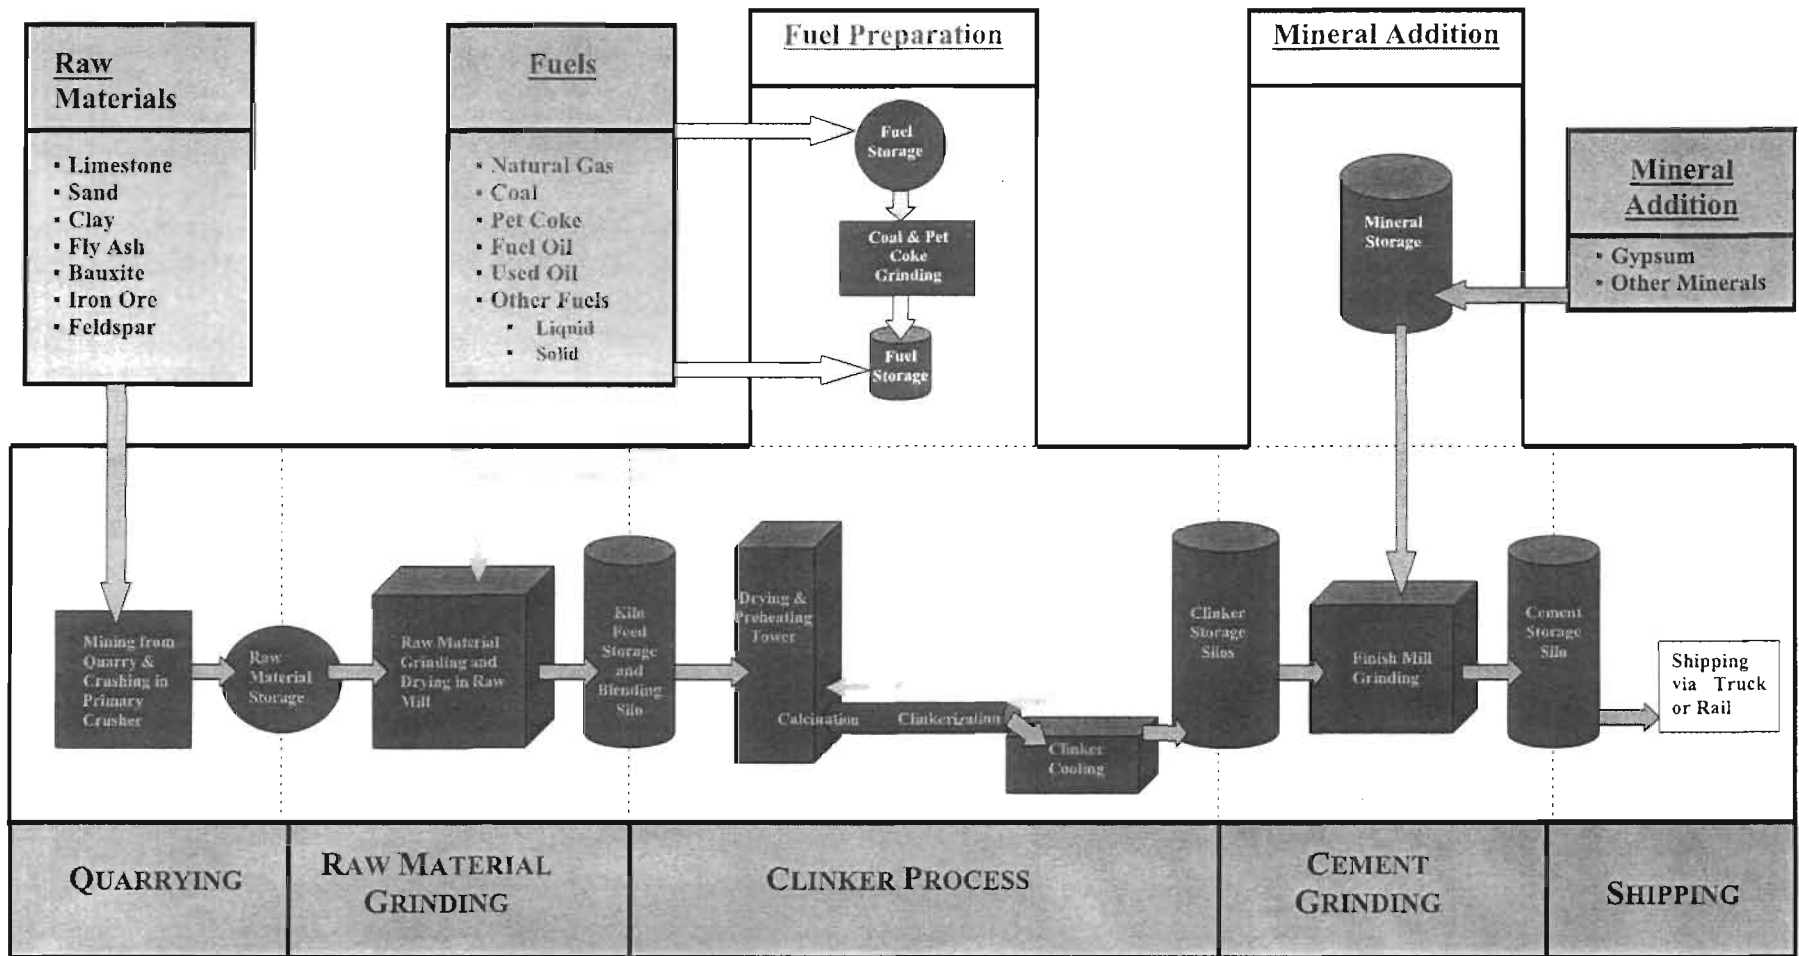 Raw
Materials
▪ Limestone
▪ Sand
▪ Clay
▪ Fly Ash
▪ Bauxite
▪ Iron Ore
▪ Feldspar
Fuels
▪ Natural Gas
▪ Coal
▪ Pet Coke
▪ Fuel Oil
▪ Used Oil
▪ Other Fuels
▪ Liquid
▪ Solid
Fuel Preparation
Fuel
Storage
Coal & Pet
Coke
Grinding
Fuel
Storage
Mineral Addition
Mineral
Storage
Mineral
Addition
▪ Gypsum
▪ Other Minerals
Mining from
Quarry &
Crushing in
Primary
Crusher
Raw
Material
Storage
Raw Material
Grinding and
Drying in Raw
Mill
Kiln
Feed
Storage
and
Blending
Silo
Drying &
Preheating
Tower
Calcination
Clinkerization
Clinker
Cooling
Clinker
Storage
Silos
Finish Mill
Grinding
Cement
Storage
Silo
Shipping
via Truck
or Rail
QUARRYING
RAW MATERIAL
GRINDING
CLINKER PROCESS
CEMENT
GRINDING
SHIPPING